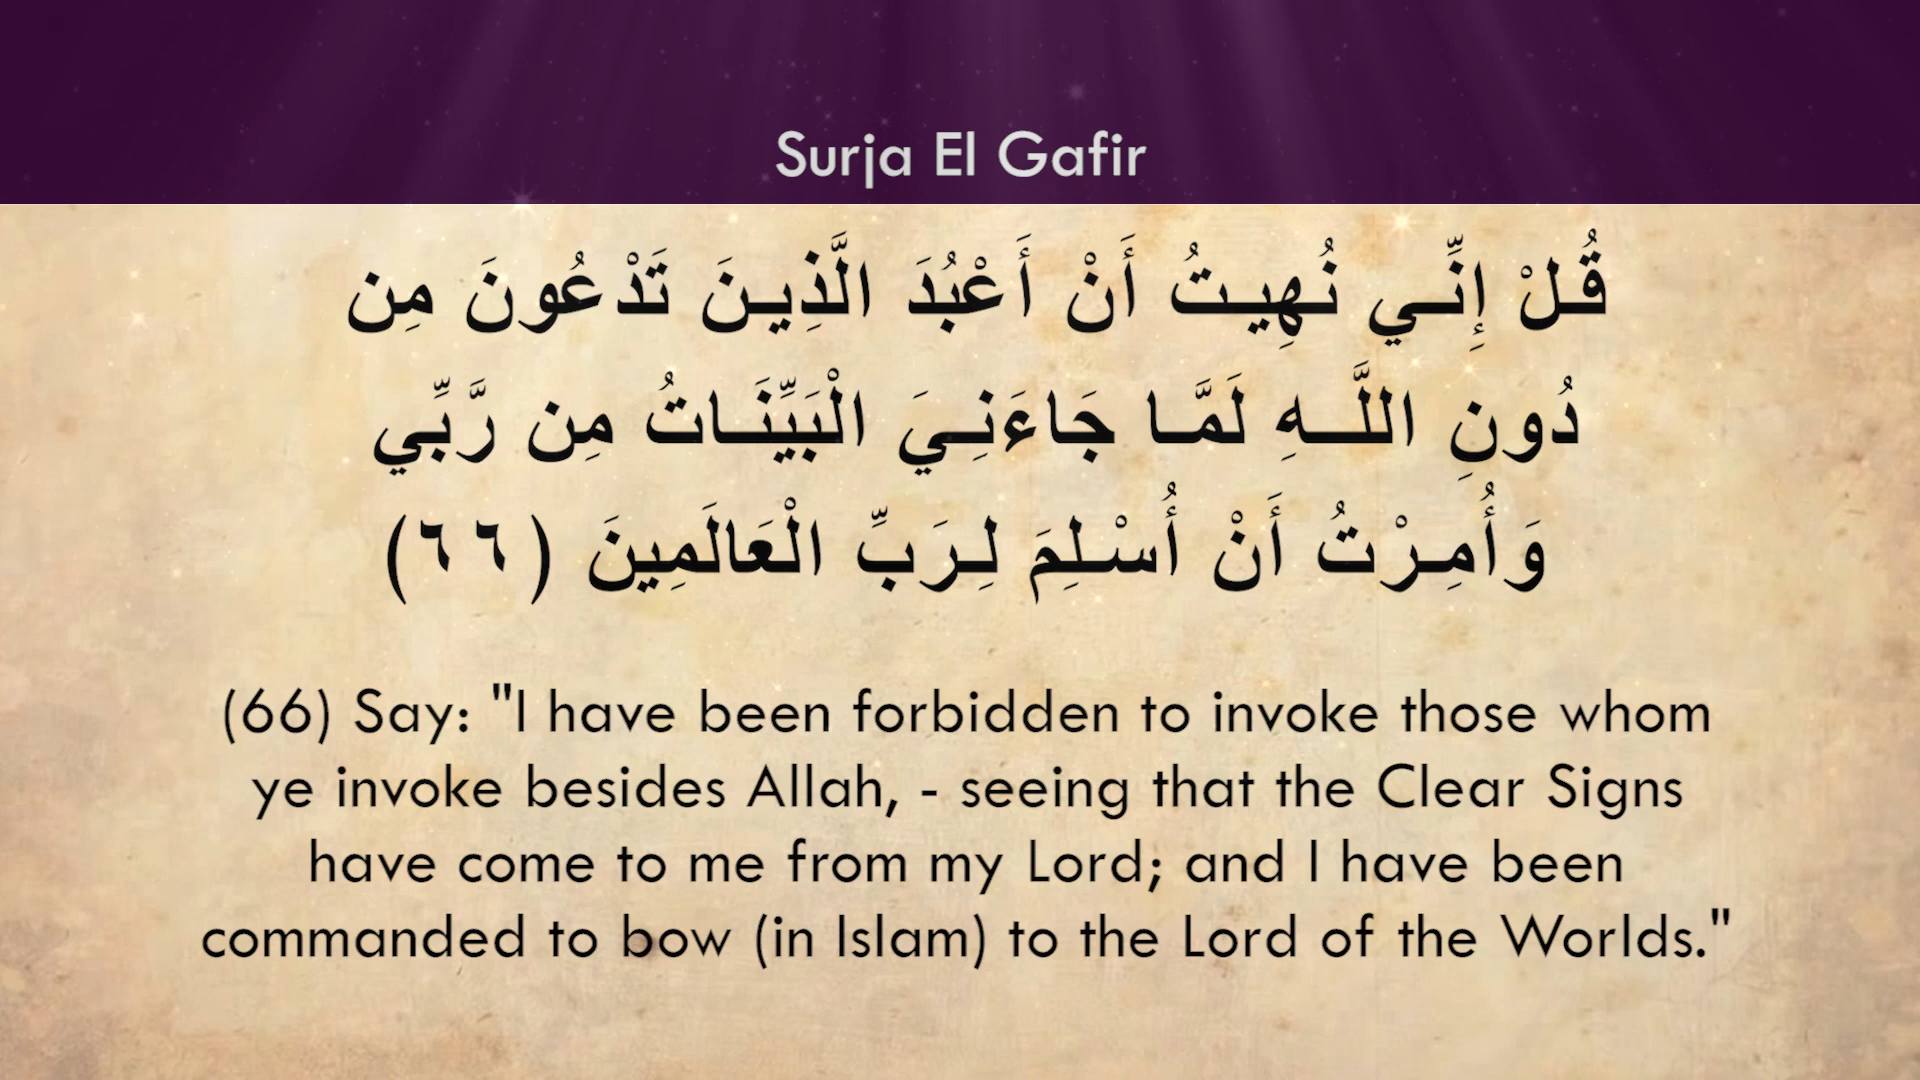 Surja El Gafir
قُلْ إِنِّي نُهِيتُ أَنْ أَعْبُدَ الَّذِينَ تَدْعُونَ مِن
دُونِ اللَّـهِ لَمَّا جَاءَنِيَ الْبَيِّنَاتُ مِن رَّبِّي
وَأُمِرْتُ أَنْ أُسْلِمَ لِرَبِّ الْعَالَمِينَ (٦٦)
(66) Say: "I have been forbidden to invoke those whom
ye invoke besides Allah, - seeing that the Clear Signs
have come to me from my Lord; and I have been
commanded to bow (in Islam) to the Lord of the Worlds."